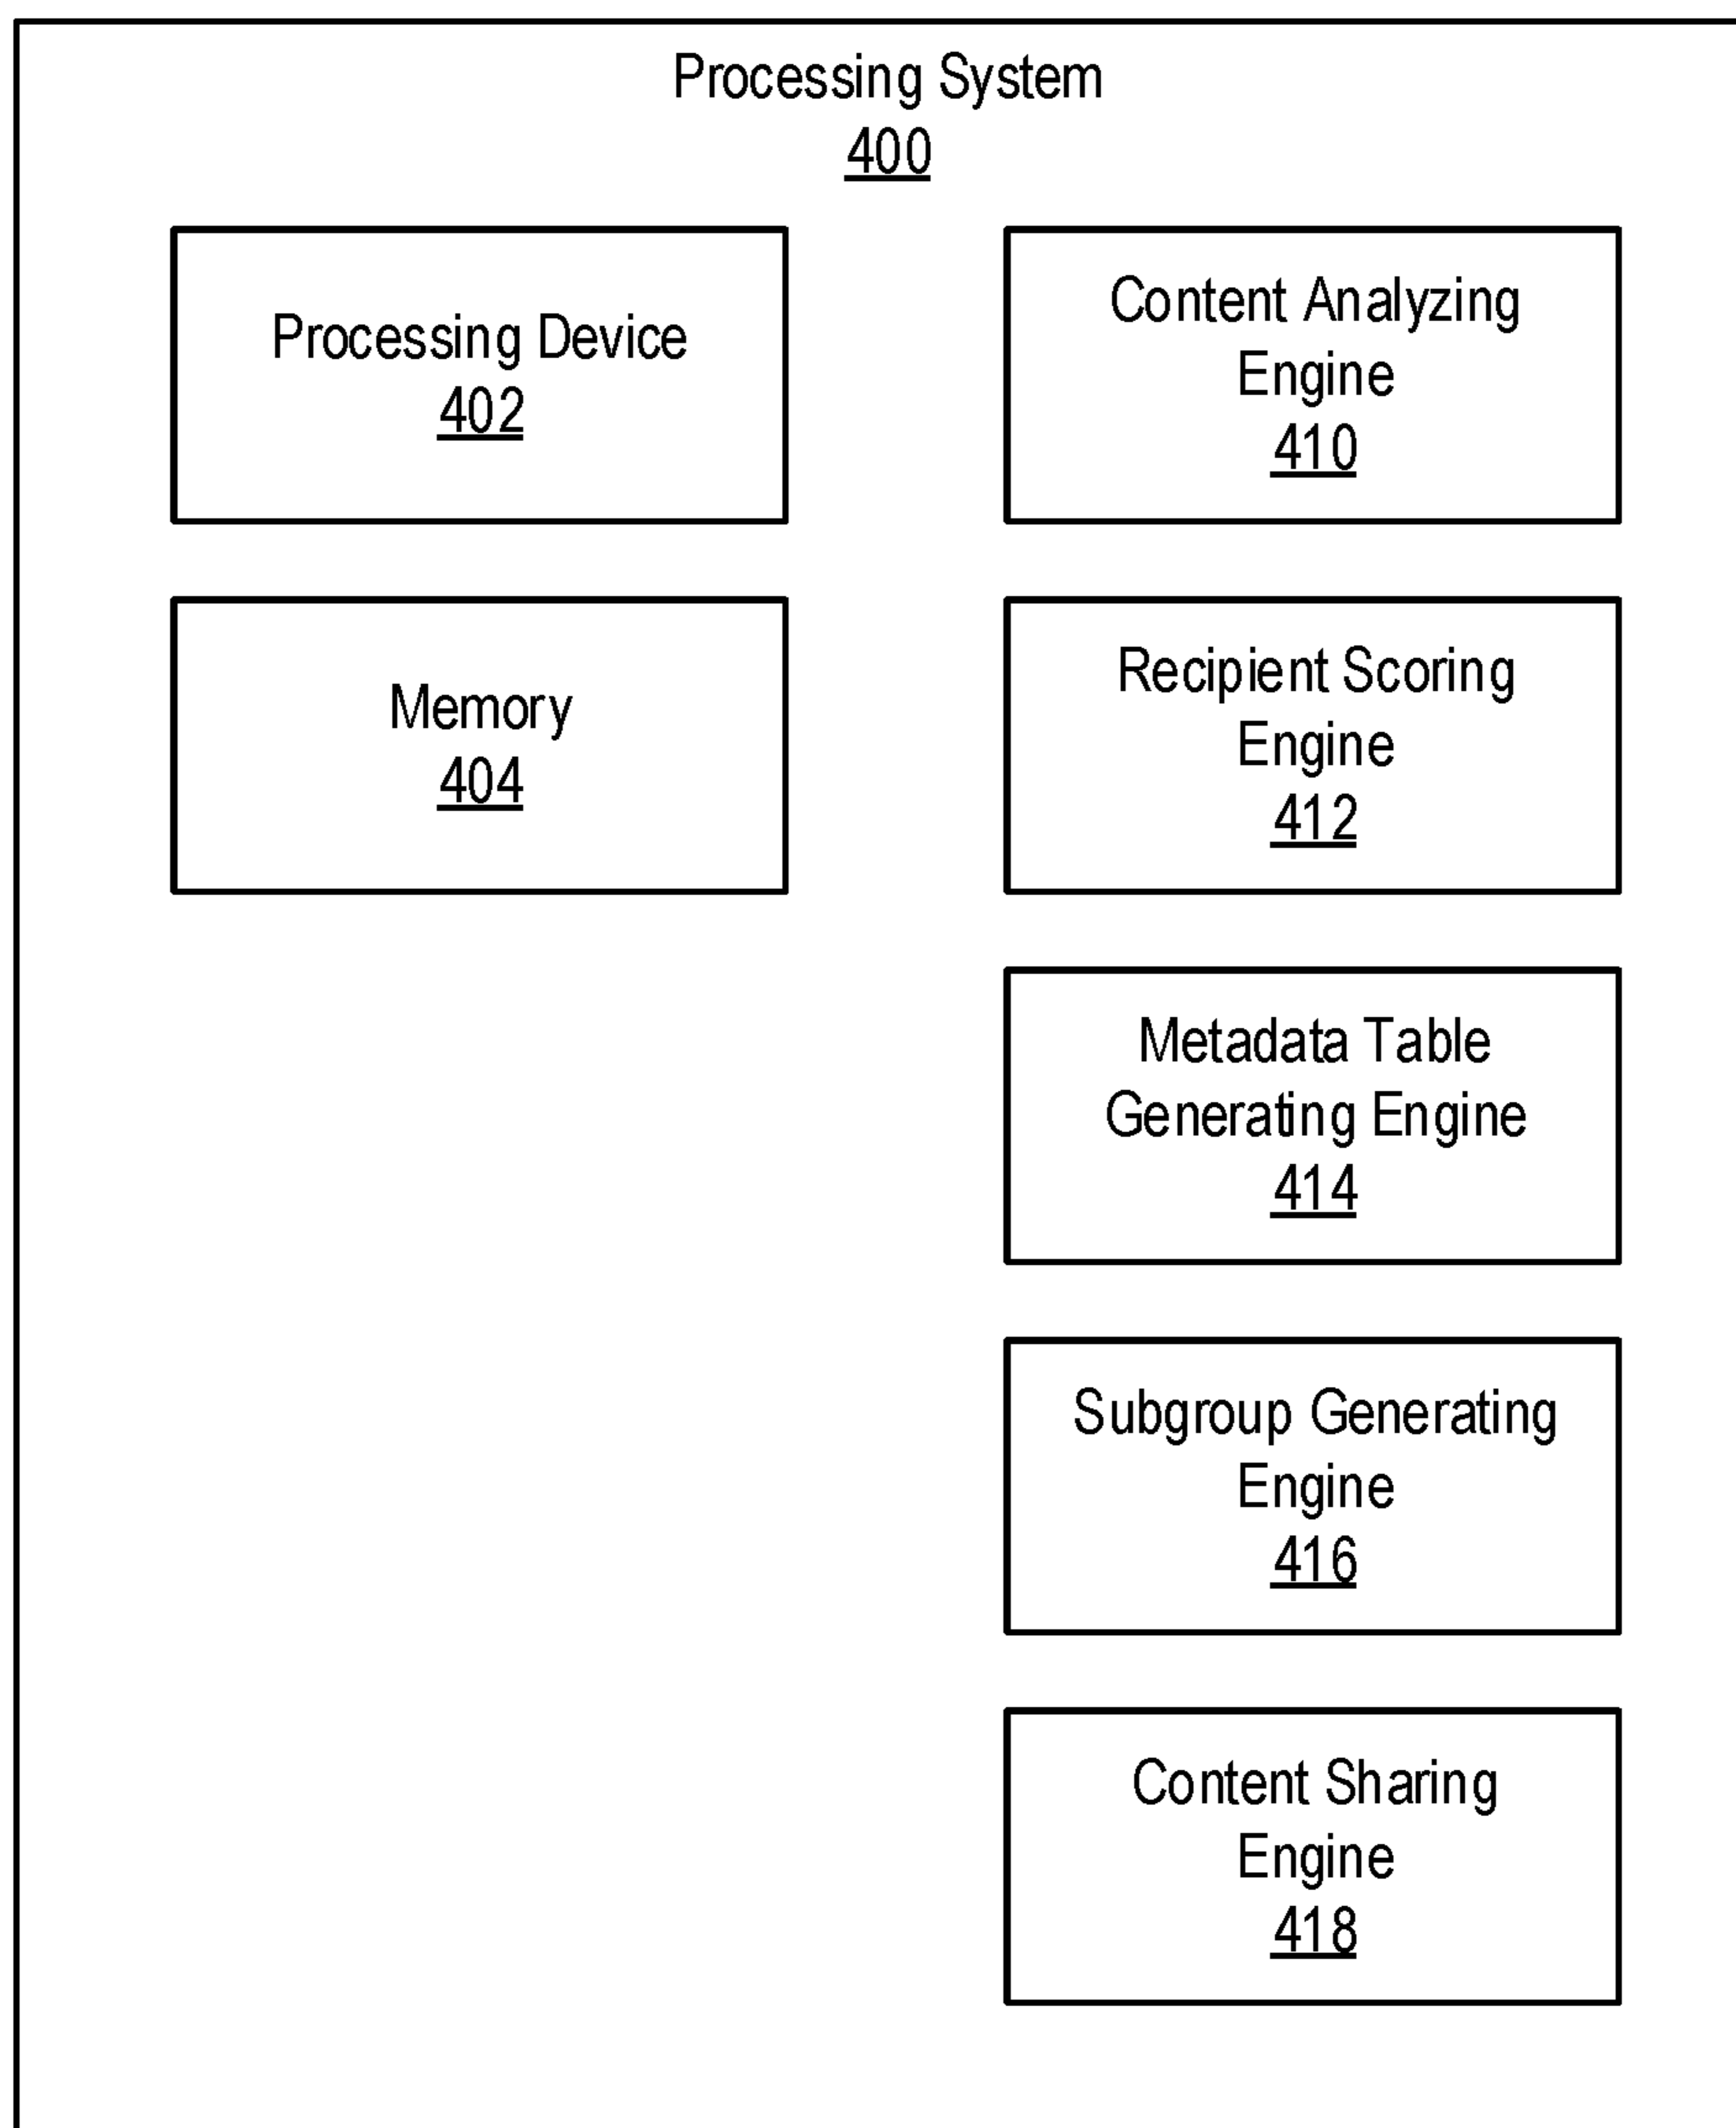 Processing System
400
Processing Device
402
Memory
404
Content Analyzing
Engine
410
Recipient Scoring
Engine
412
Metadata Table
Generating Engine
414
Subgroup Generating
Engine
416
Content Sharing
Engine
418